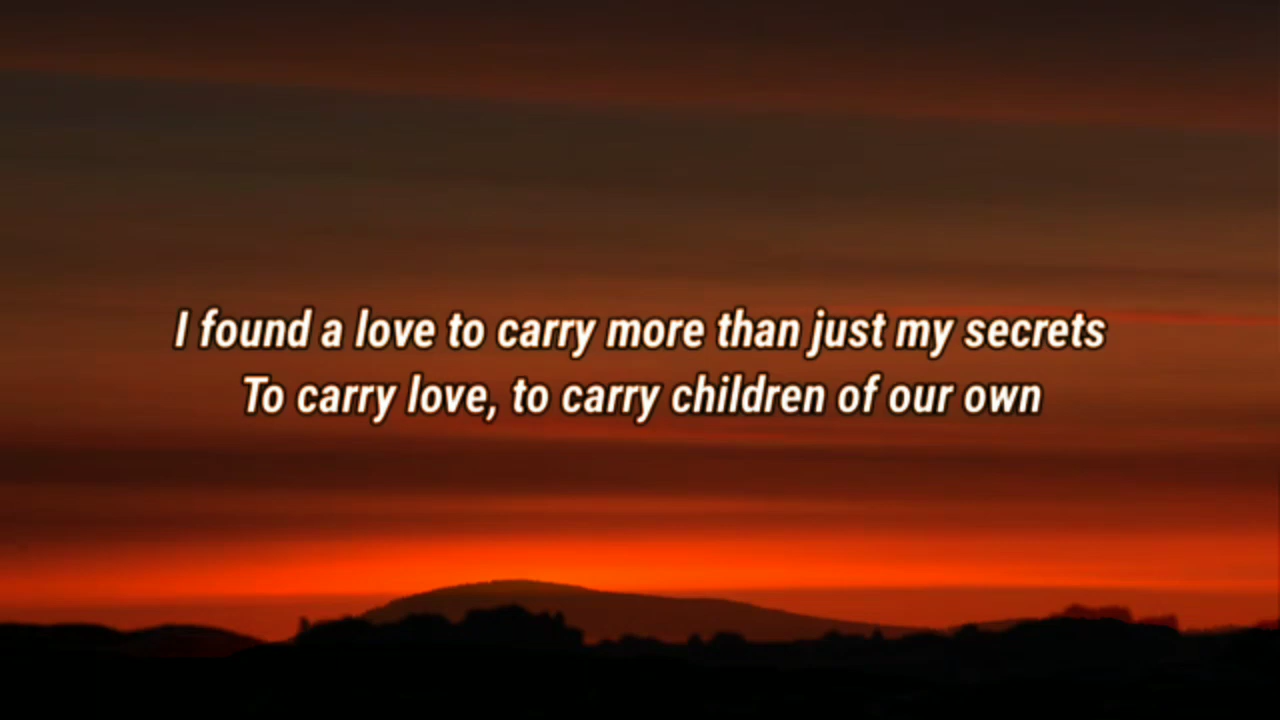 I found a love to carry more than just my secrets
To carry love, to carry children of our own